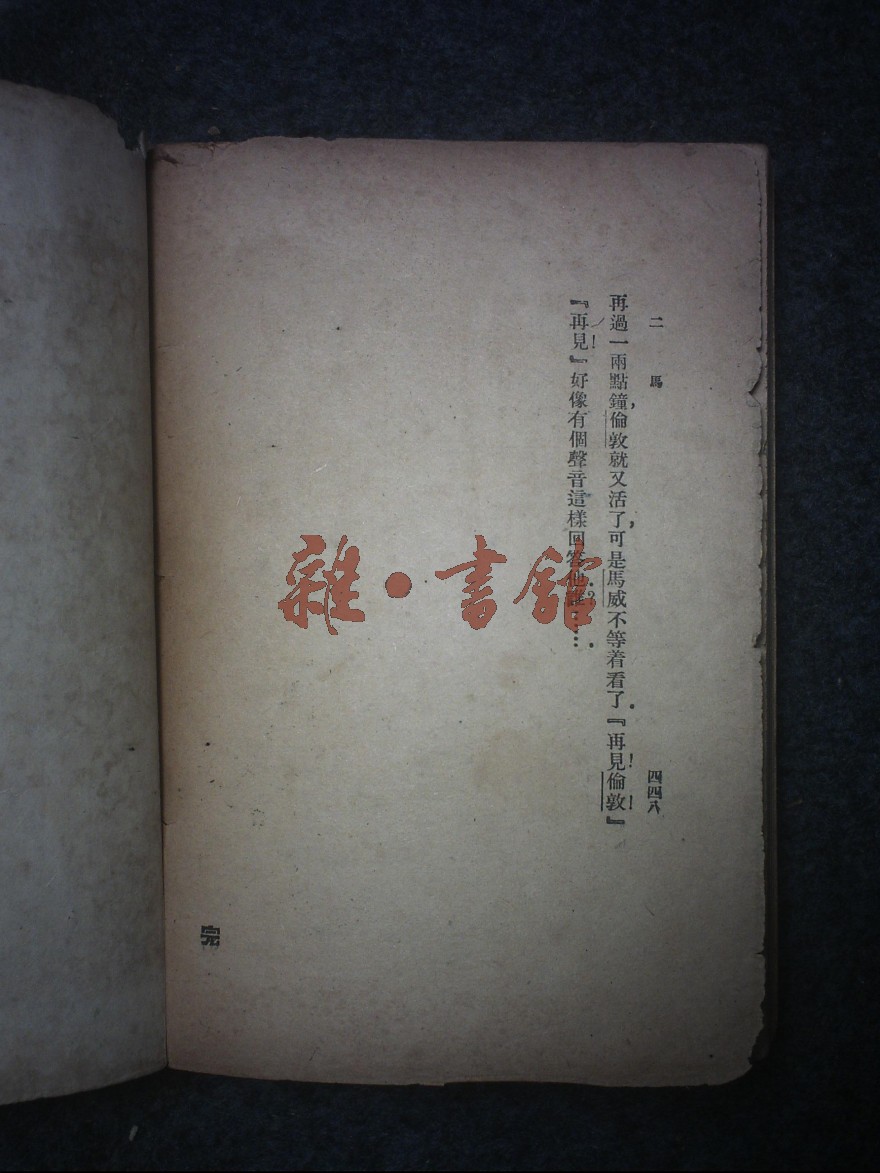 二馬
四四八
再過一兩點鐘，倫敦就又活了，可是馬威不等着看了。『再見！倫敦！』
『再見！』好像有個聲音這樣回答他：誰？……
完
雜·書館